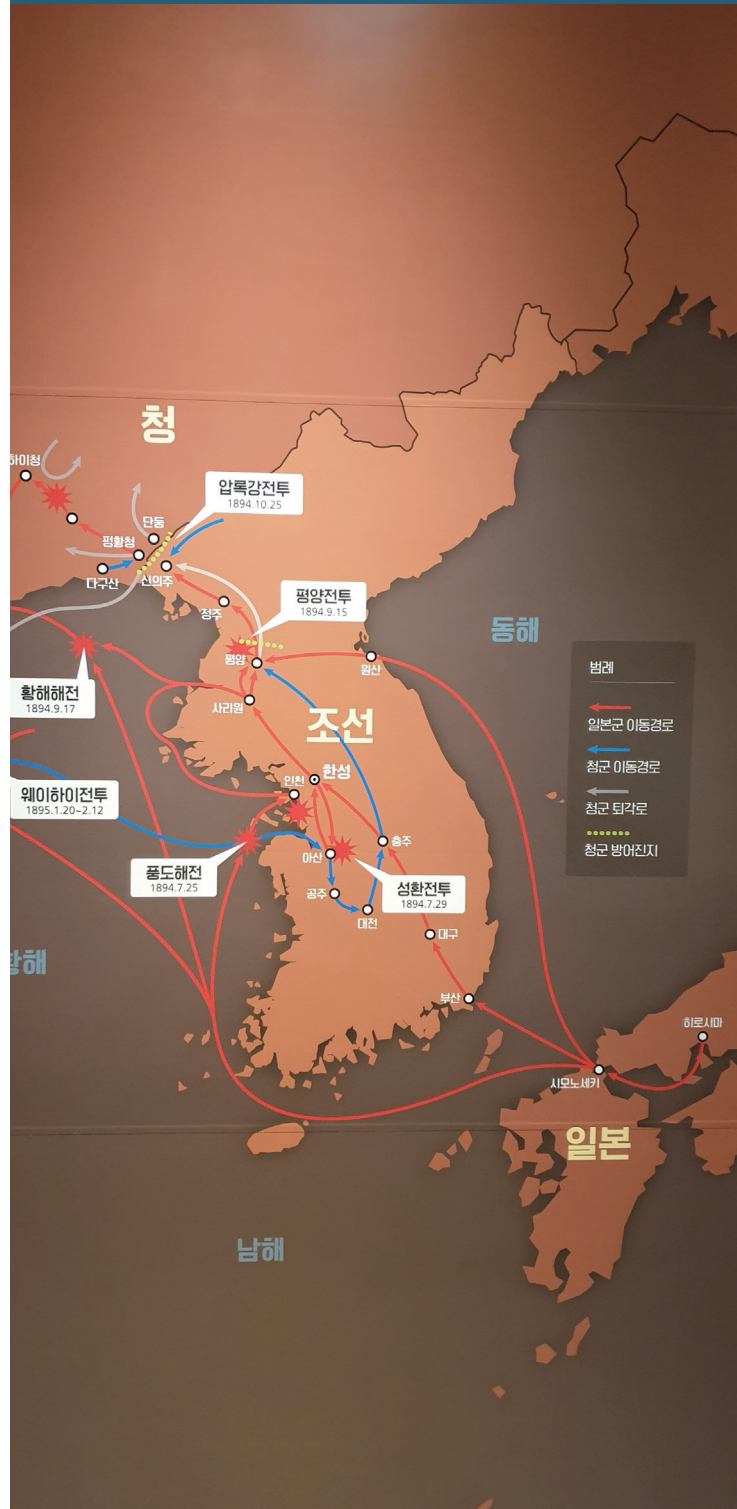 청
하이청
압록강전투
1894.10.25
단둥
펑황청
다구산
신의주
평양전투
1894.9.15
정주
동해
평양
원산
범례
일본군 이동경로
청군 이동경로
청군 퇴각로
청군 방어진지
황해해전
1894.9.17
사리원
조선
한성
인천
웨이하이전투
1895.1.20~2.12
충주
아산
풍도해전
1894.7.25
성환전투
1894.7.29
공주
대전
대구
황해
부산
히로시마
시모노세키
일본
남해